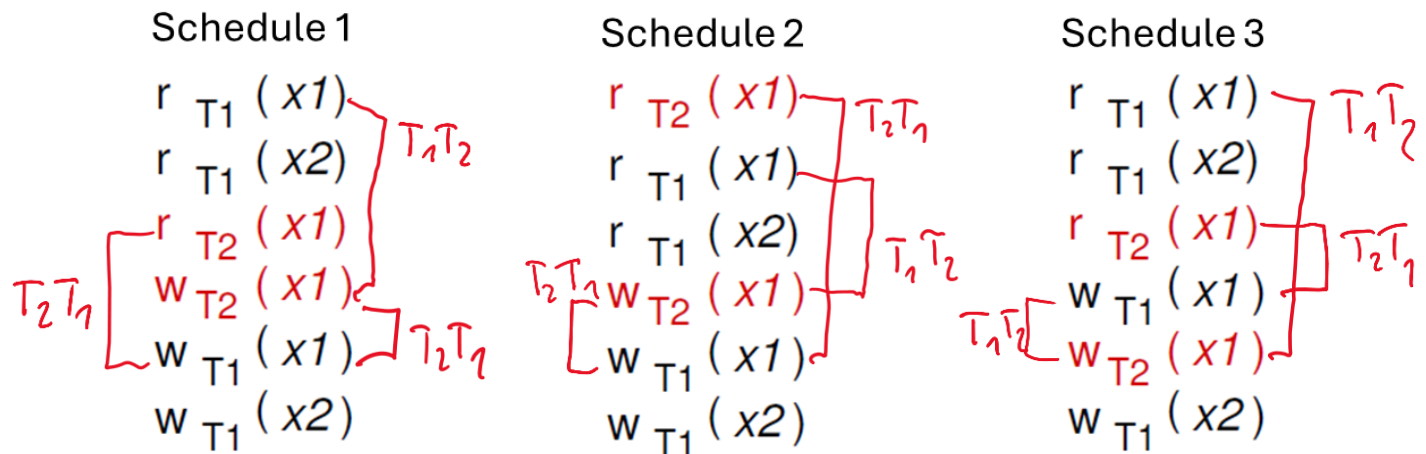 Schedule 1
r T1 ( x1)
T1T2
r T1 ( x2)
r T2 ( x1)
w T2 ( x1)
T2T1
w T1 ( x1)
T2T1
w T1 ( x2)
Schedule 2
r T2 ( x1)
T2T1
r T1 ( x1)
r T1 ( x2)
T1T2
T2T1
w T2 ( x1)
w T1 ( x1)
w T1 ( x2)
Schedule 3
r T1 ( x1)
T1T2
r T1 ( x2)
r T2 ( x1)
T2T1
w T1 ( x1)
T1T2
w T2 ( x1)
w T1 ( x2)